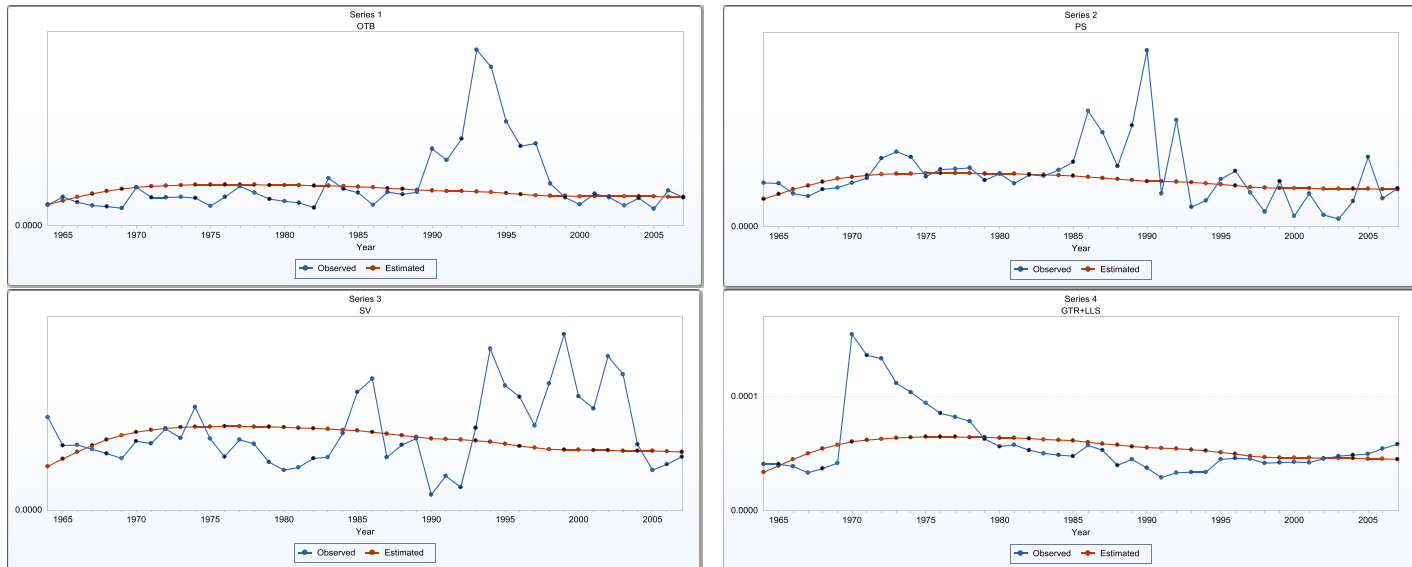 Series 1
OTB
0.0000
1965 1970 1975 1980 1985 1990 1995 2000 2005
Year
Observed Estimated
Series 2
PS
0.0000
1965 1970 1975 1980 1985 1990 1995 2000 2005
Year
Observed Estimated
Series 3
SV
0.0000
1965 1970 1975 1980 1985 1990 1995 2000 2005
Year
Observed Estimated
Series 4
GTR+LLS
0.0001
0.0000
1965 1970 1975 1980 1985 1990 1995 2000 2005
Year
Observed Estimated